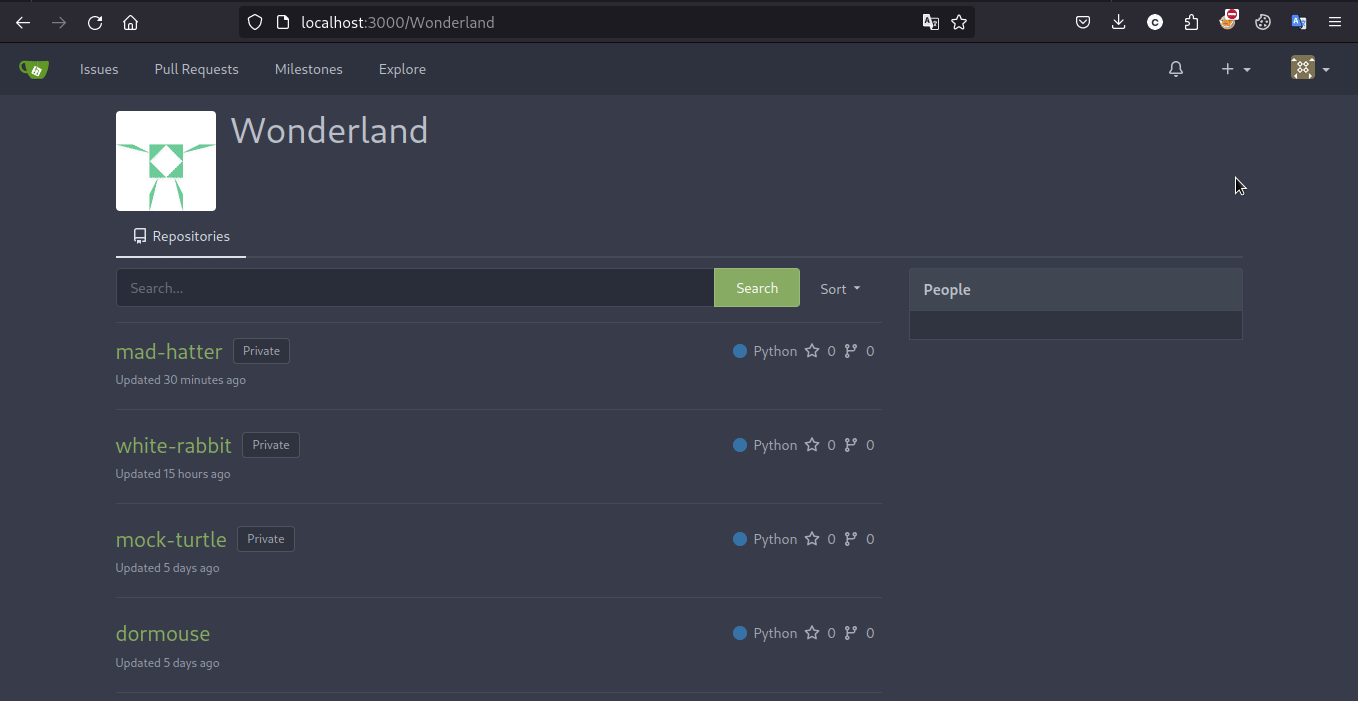 localhost:3000/Wonderland
Issues Pull Requests Milestones Explore
Wonderland
Repositories
Search... Search Sort
People
mad-hatter Private Python 0 0
Updated 30 minutes ago
white-rabbit Private Python 0 0
Updated 15 hours ago
mock-turtle Private Python 0 0
Updated 5 days ago
dormouse Python 0 0
Updated 5 days ago